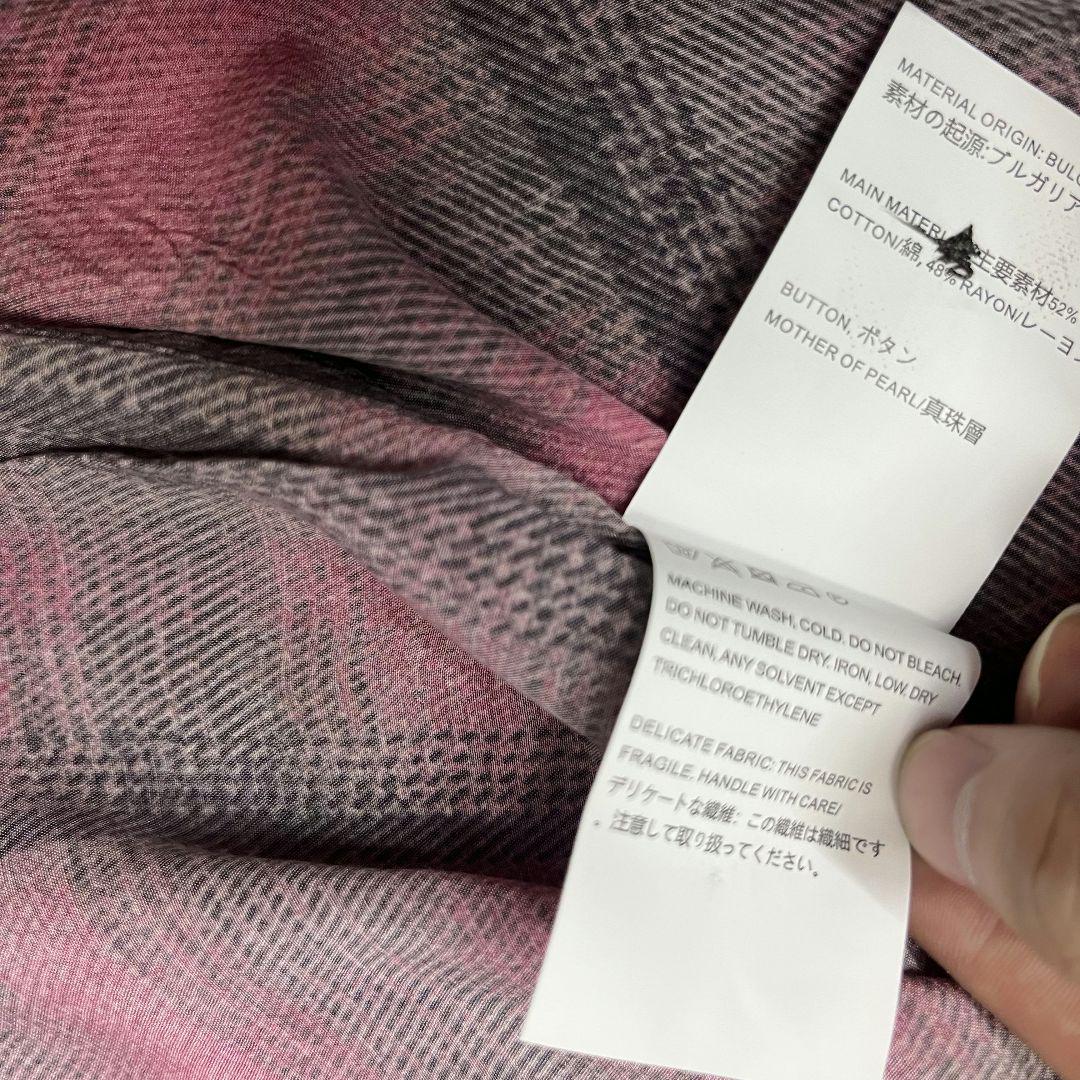 MATERIAL ORIGIN: BULG
素材の起源:ブルガリア
MAIN MATERI 主要素材52%
COTTON/綿, 48% RAYON/レーヨン
BUTTON, ボタン
MOTHER OF PEARL/真珠層
MACHINE WASH, COLD. DO NOT BLEACH.
DO NOT TUMBLE DRY. IRON, LOW. DRY
CLEAN, ANY SOLVENT EXCEPT
TRICHLOROETHYLENE
DELICATE FABRIC: THIS FABRIC IS
FRAGILE, HANDLE WITH CARE/
デリケートな繊維: この繊維は繊細です
。注意して取り扱ってください。